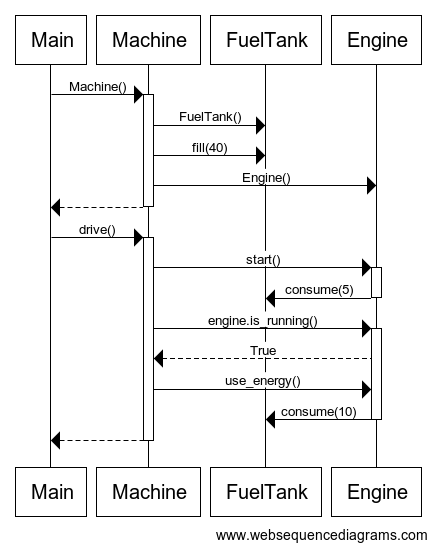 Main Machine FuelTank Engine
Machine()
FuelTank()
fill(40)
Engine()
drive()
start()
consume(5)
engine.is_running()
True
use_energy()
consume(10)
Main Machine FuelTank Engine
www.websequencediagrams.com